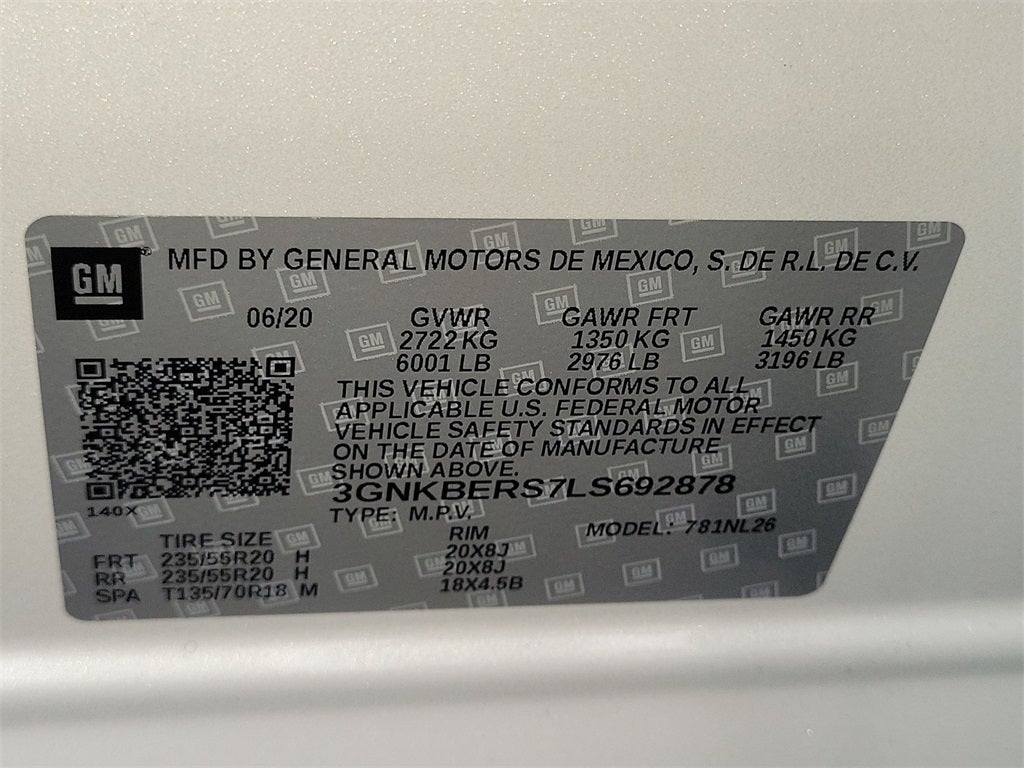 GM® MFD BY GENERAL MOTORS DE MEXICO, S. DE R.L. DE C.V.
06/20 GVWR GAWR FRT GAWR RR
2722 KG 1350 KG 1450 KG
6001 LB 2976 LB 3196 LB
THIS VEHICLE CONFORMS TO ALL
APPLICABLE U.S. FEDERAL MOTOR
VEHICLE SAFETY STANDARDS IN EFFECT
ON THE DATE OF MANUFACTURE
SHOWN ABOVE.
3GNKBERS7LS692878
140X TYPE: M.P.V. MODEL: 781NL26
TIRE SIZE RIM
FRT 235/55R20 H 20X8J
RR 235/55R20 H 20X8J
SPA T135/70R18 M 18X4.5B